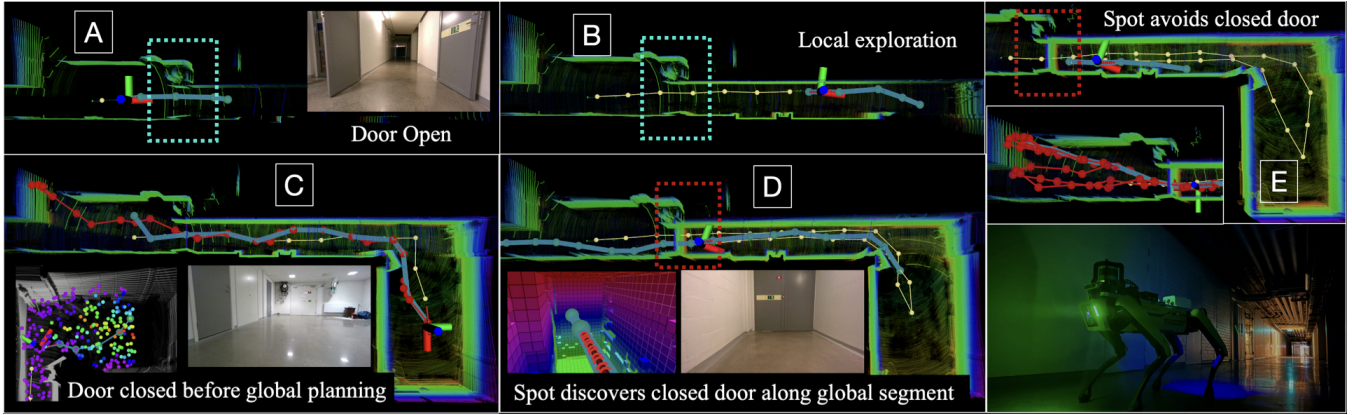 A
Door Open
B
Local exploration
Spot avoids closed door
E
C
Door closed before global planning
D
Spot discovers closed door along global segment